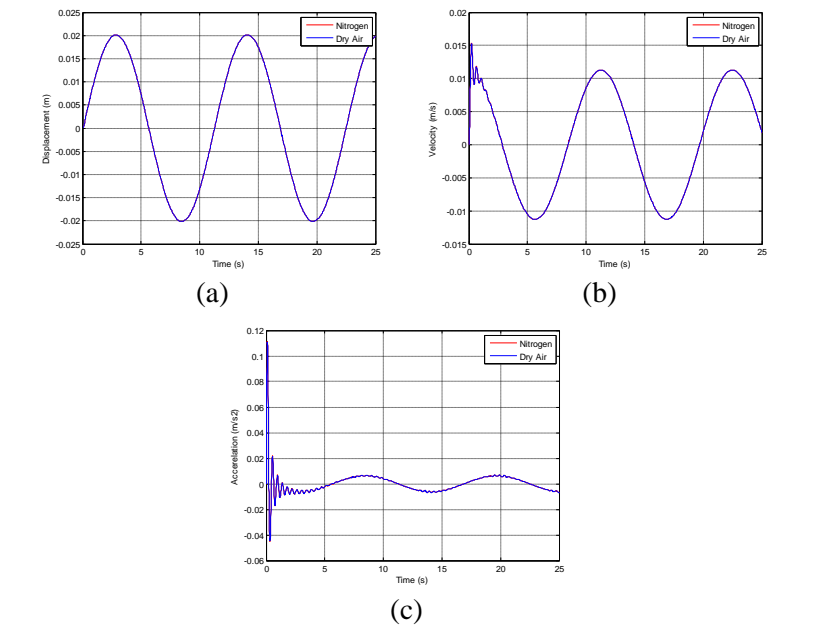 0.025
0.02
0.015
0.01
0.005
0
-0.005
-0.01
-0.015
-0.02
-0.025
Displacement (m)
0 5 10 15 20 25
Time (s)
Nitrogen
Dry Air
(a)
0.02
0.015
0.01
0.005
0
-0.005
-0.01
-0.015
Velocity (m/s)
0 5 10 15 20 25
Time (s)
Nitrogen
Dry Air
(b)
0.12
0.1
0.08
0.06
0.04
0.02
0
-0.02
-0.04
-0.06
Accerelation (m/s2)
0 5 10 15 20 25
Time (s)
Nitrogen
Dry Air
(c)